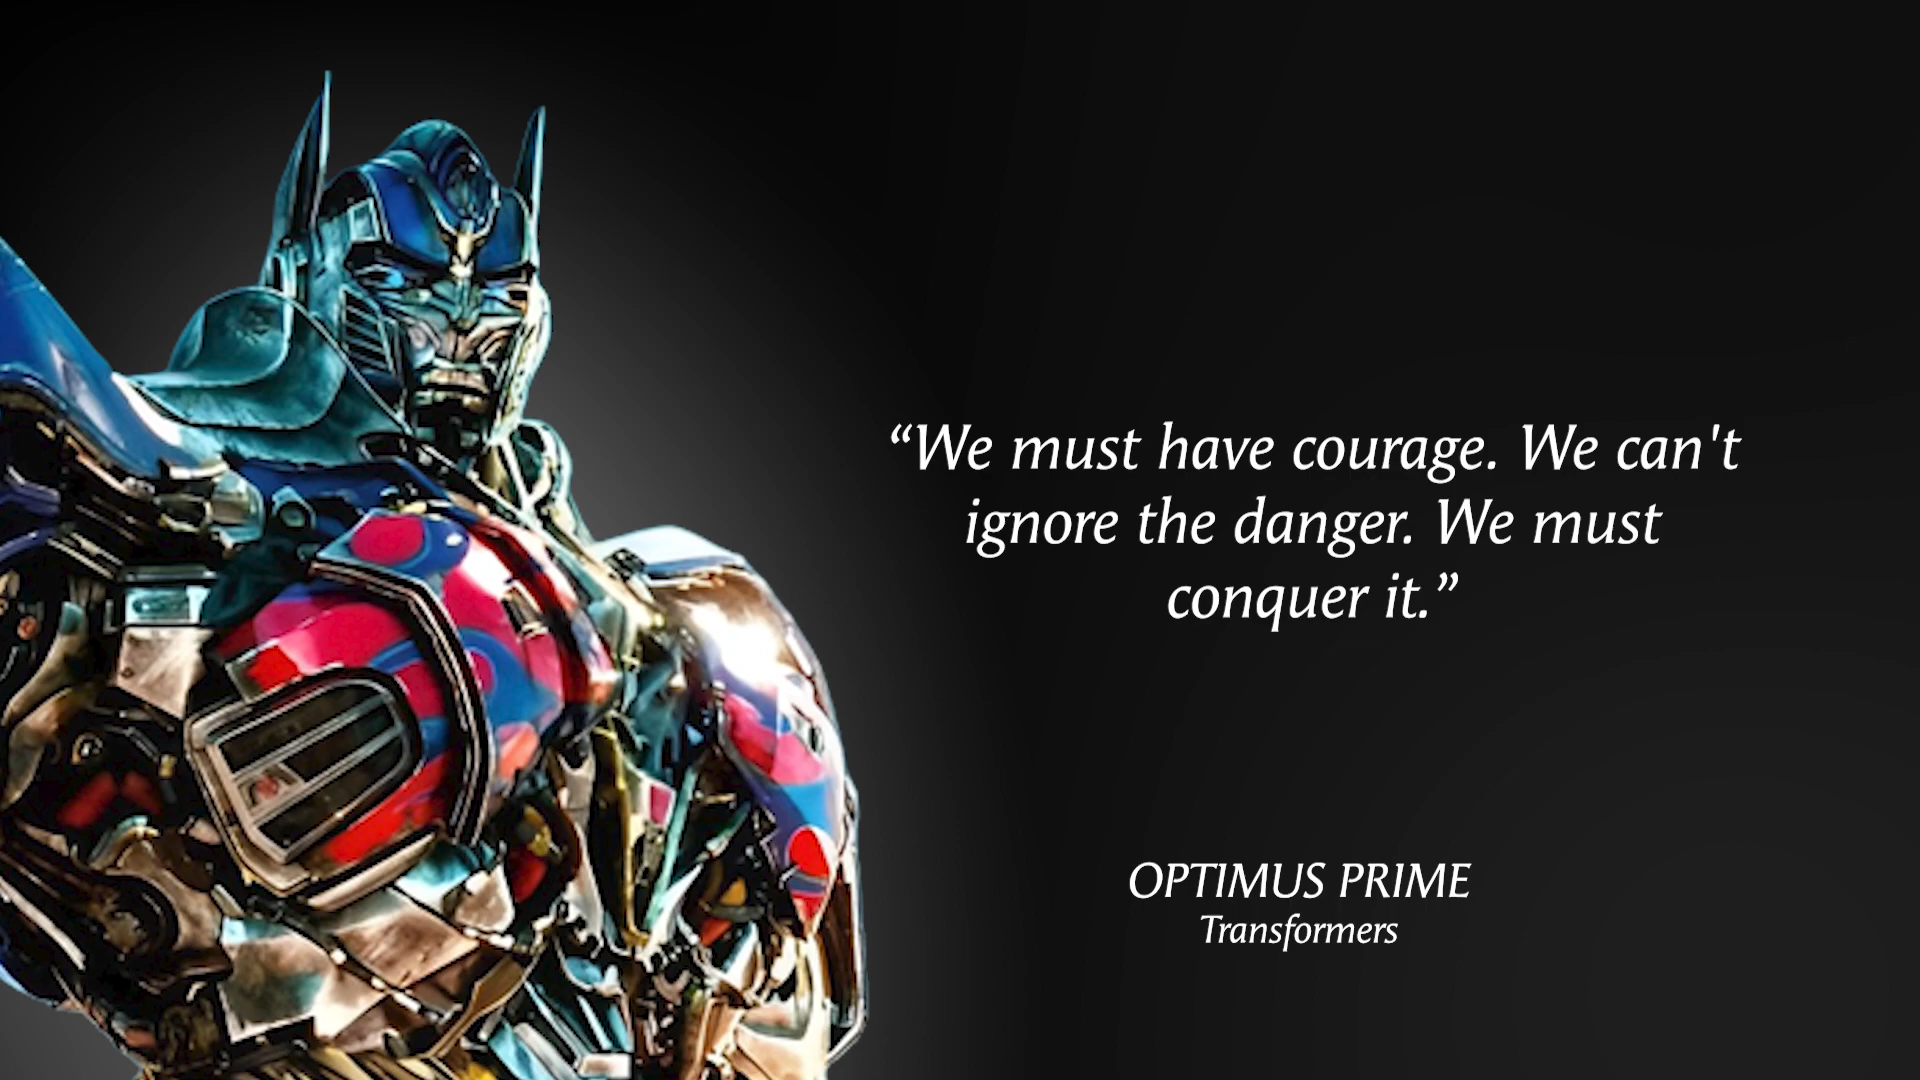 “We must have courage. We can't
ignore the danger. We must
conquer it.”
OPTIMUS PRIME
Transformers